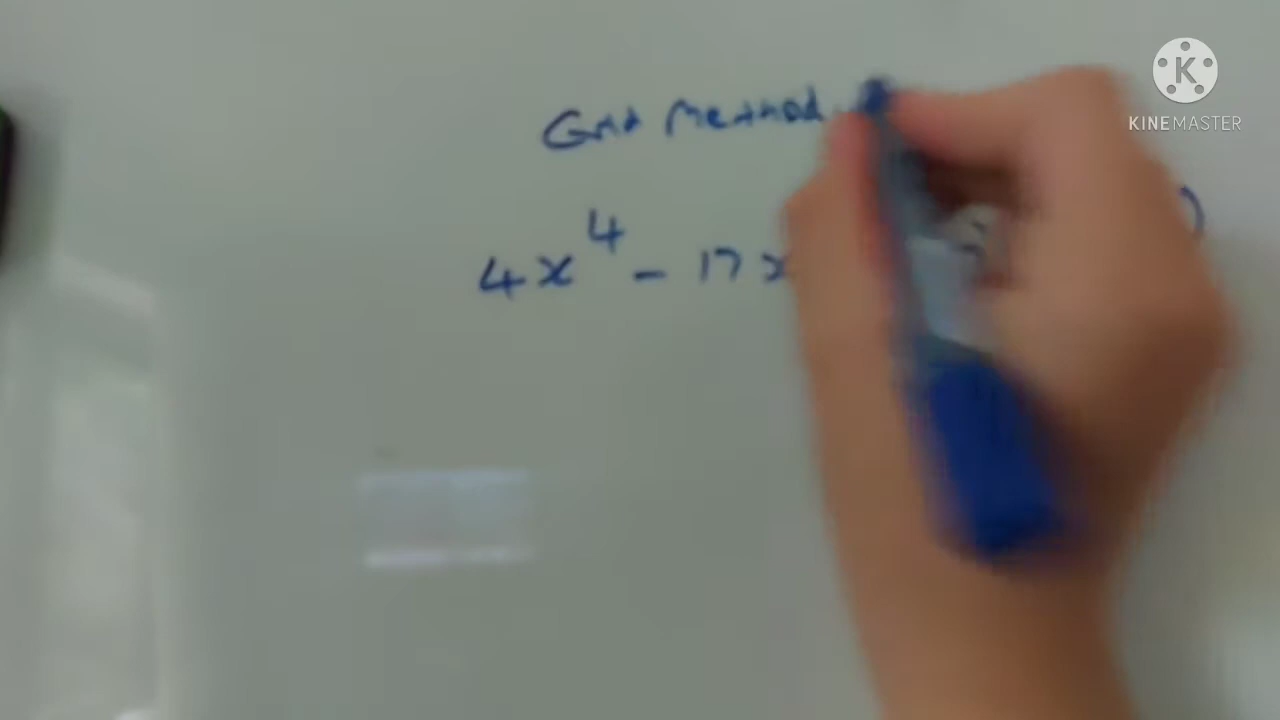 Grid Method
4x⁴ - 17x )
K
KINEMASTER